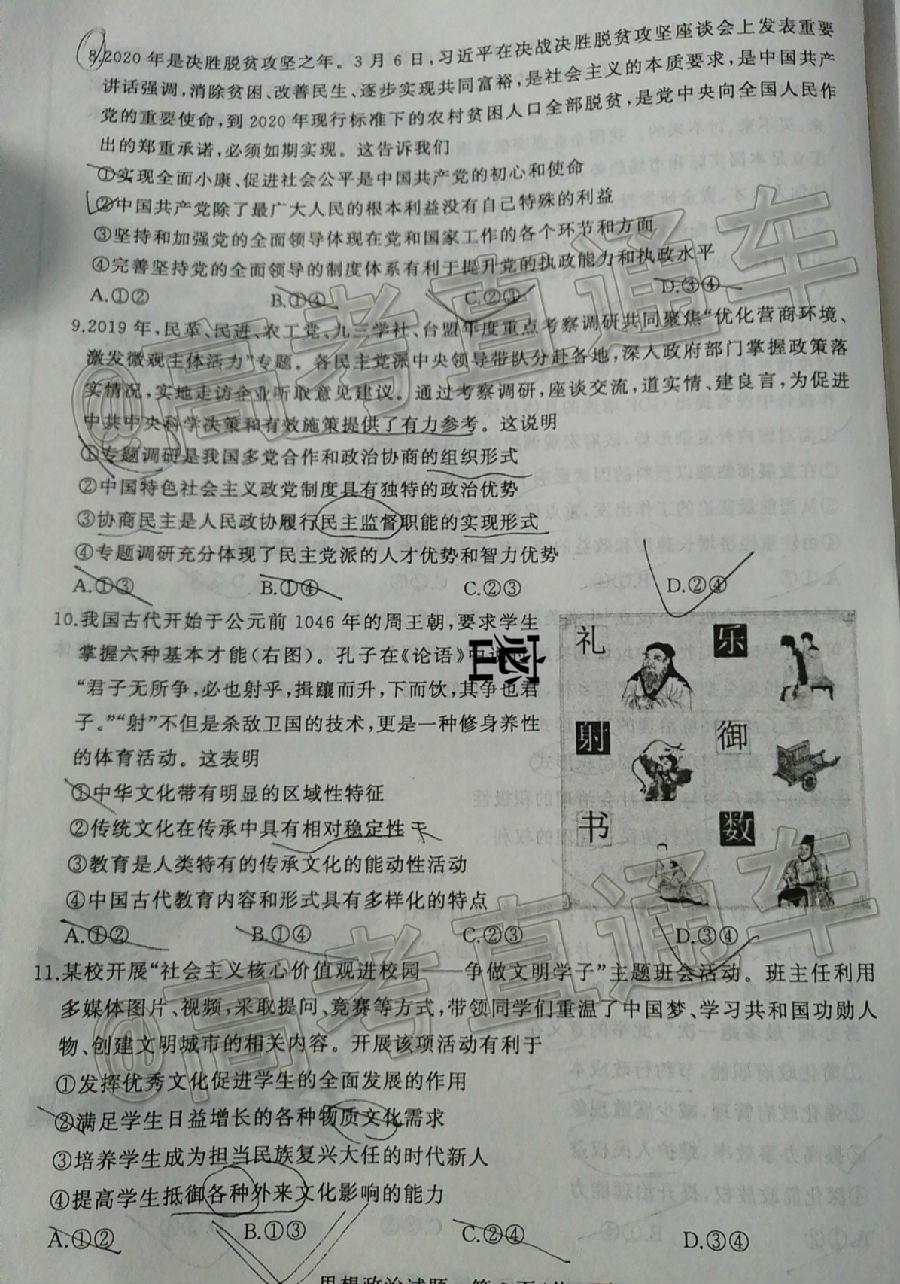 8.2020年是决胜脱贫攻坚之年。3月6日,习近平在决战决胜脱贫攻坚座谈会上发表重要
讲话强调,消除贫困、改善民生、逐步实现共同富裕,是社会主义的本质要求,是中国共产
党的重要使命,到2020年现行标准下的农村贫困人口全部脱贫,是党中央向全国人民作
出的郑重承诺,必须如期实现。这告诉我们
①实现全面小康、促进社会公平是中国共产党的初心和使命
②中国共产党除了最广大人民的根本利益没有自己特殊的利益
③坚持和加强党的全面领导体现在党和国家工作的各个环节和方面
④完善坚持党的全面领导的制度体系有利于提升党的执政能力和执政水平
A.①② B.①④ C.②③ D.③④
9.2019年,民革、民进、农工党、九三学社、台盟年度重点考察调研共同聚焦“优化营商环境、
激发微观主体活力”专题。各民主党派中央领导带队分赴各地,深入政府部门掌握政策落
实情况,实地走访企业听取意见建议。通过考察调研,座谈交流,道实情、建良言,为促进
中共中央科学决策和有效施策提供了有力参考。这说明
①专题调研是我国多党合作和政治协商的组织形式
②中国特色社会主义政党制度具有独特的政治优势
③协商民主是人民政协履行民主监督职能的实现形式
④专题调研充分体现了民主党派的人才优势和智力优势
A.①③ B.①④ C.②③ D.②④
10.我国古代开始于公元前1046年的周王朝,要求学生
掌握六种基本才能(右图)。孔子在《论语》中说:
“君子无所争,必也射乎,揖让而升,下而饮,其争也君
子。”“射”不但是杀敌卫国的技术,更是一种修身养性
的体育活动。这表明
礼 乐
射 御
书 数
①中华文化带有明显的区域性特征
②传统文化在传承中具有相对稳定性
③教育是人类特有的传承文化的能动性活动
④中国古代教育内容和形式具有多样化的特点
A.①② B.①④ C.②③ D.③④
11.某校开展“社会主义核心价值观进校园——争做文明学子”主题班会活动。班主任利用
多媒体图片、视频,采取提问、竞赛等方式,带领同学们重温了中国梦、学习共和国功勋人
物、创建文明城市的相关内容。开展该项活动有利于
①发挥优秀文化促进学生的全面发展的作用
②满足学生日益增长的各种物质文化需求
③培养学生成为担当民族复兴大任的时代新人
④提高学生抵御各种外来文化影响的能力
A.①② B.①③ C.②④ D.③④
思想政治试题
@高考直通车
@高考直通车